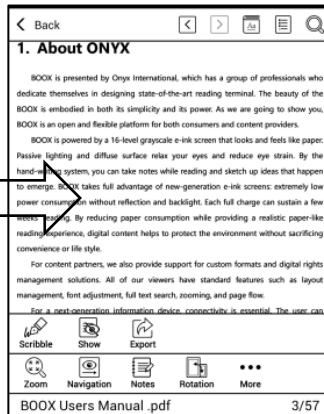 Back
1. About ONYX
BOOX is presented by Onyx International, which has a group of professionals who
dedicate themselves in designing state-of-the-art reading terminal. The beauty of the
BOOX is embodied in both its simplicity and its power. As we are going to show you,
BOOX is an open and flexible platform for both consumers and content providers.
BOOX is powered by a 16-level grayscale e-ink screen that looks and feels like paper.
Passive lighting and diffuse surface relax your eyes and reduce eye strain. By the
hand-writing system, you can take notes while reading and sketch up ideas that happen
to emerge. BOOX takes full advantage of new-generation e-ink screens: extremely low
power consumption without reflection and backlight. Each full charge can sustain a few
weeks' reading. By reducing paper consumption while providing a realistic paper-like
reading experience, digital content helps to protect the environment without sacrificing
convenience or life style.
For content partners, we also provide support for custom formats and digital rights
management solutions. All of our viewers have standard features such as layout
management, font adjustment, full text search, zooming, and page flow.
For a next-generation information device, connectivity is essential. The user can
Scribble Show Export
Zoom Navigation Notes Rotation More
BOOX Users Manual .pdf 3/57